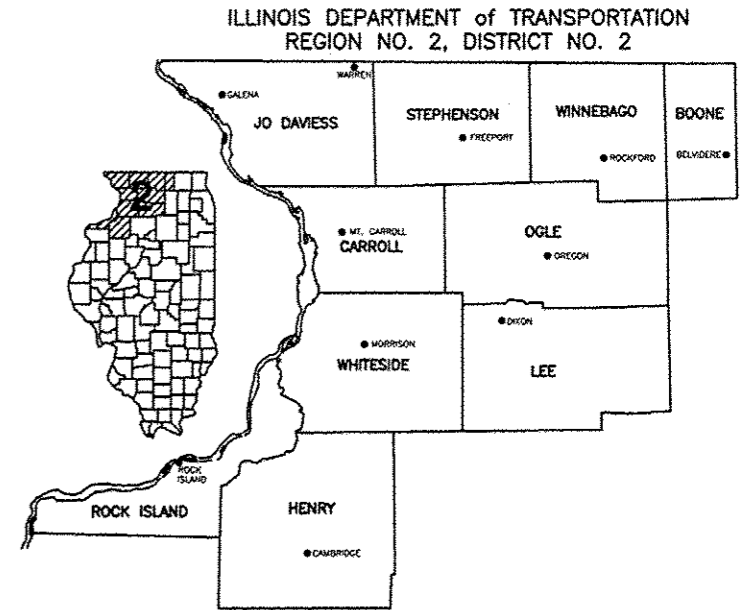 ILLINOIS DEPARTMENT of TRANSPORTATION
REGION NO. 2, DISTRICT NO. 2
WARREN
GALENA
JO DAVIESS
STEPHENSON
FREEPORT
WINNEBAGO
ROCKFORD
BOONE
BELVIDERE
2
MT. CARROLL
CARROLL
OGLE
OREGON
DIXON
MORRISON
WHITESIDE
LEE
ROCK
ISLAND
ROCK ISLAND
HENRY
CAMBRIDGE